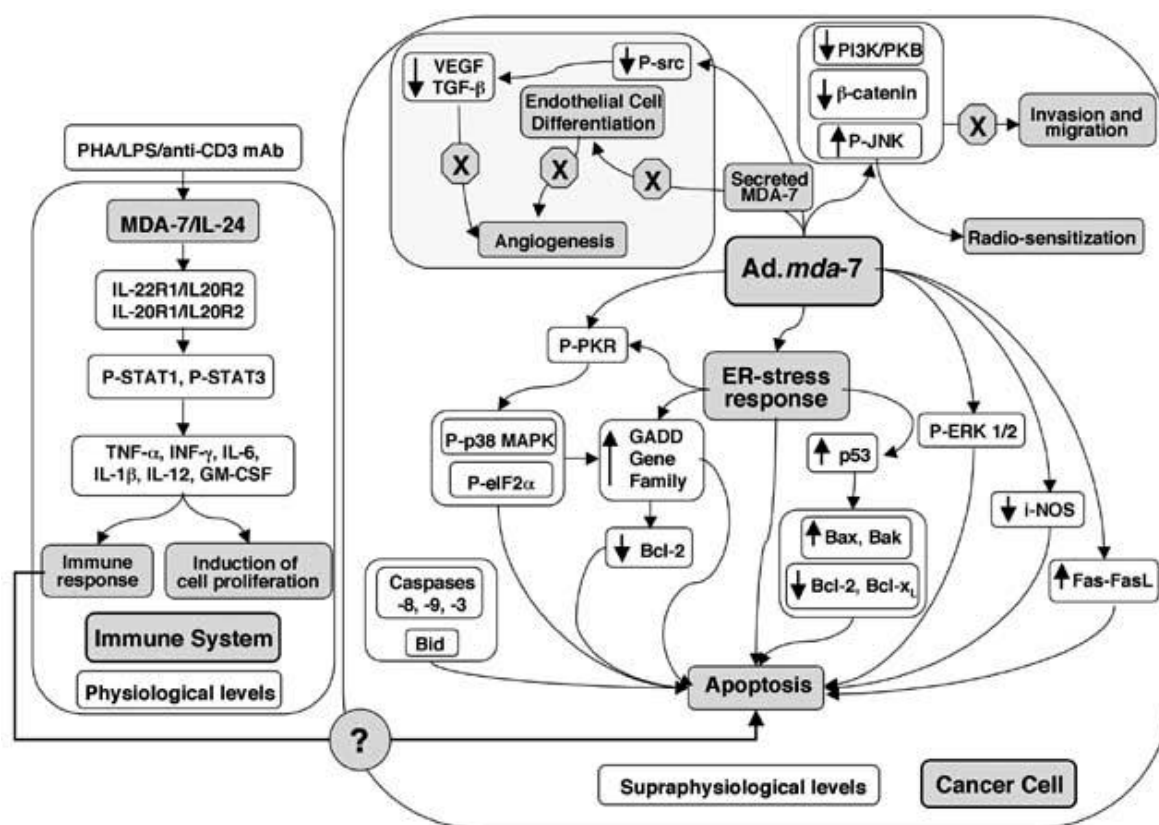 PHA/LPS/anti-CD3 mAb
MDA-7/IL-24
IL-22R1/IL20R2
IL-20R1/IL20R2
P-STAT1, P-STAT3
TNF-α, INF-γ, IL-6,
IL-1β, IL-12, GM-CSF
Immune
response
Induction of
cell proliferation
Immune System
Physiological levels
?
VEGF
TGF-β
P-src
Endothelial Cell
Differentiation
X
X
X
Angiogenesis
Secreted
MDA-7
PI3K/PKB
β-catenin
P-JNK
X
Invasion and
migration
Radio-sensitization
Ad.mda-7
P-PKR
ER-stress
response
P-p38 MAPK
P-eIF2α
GADD
Gene
Family
Bcl-2
p53
Bax, Bak
Bcl-2, Bcl-xL
P-ERK 1/2
i-NOS
Fas-FasL
Caspases
-8, -9, -3
Bid
Apoptosis
Supraphysiological levels
Cancer Cell